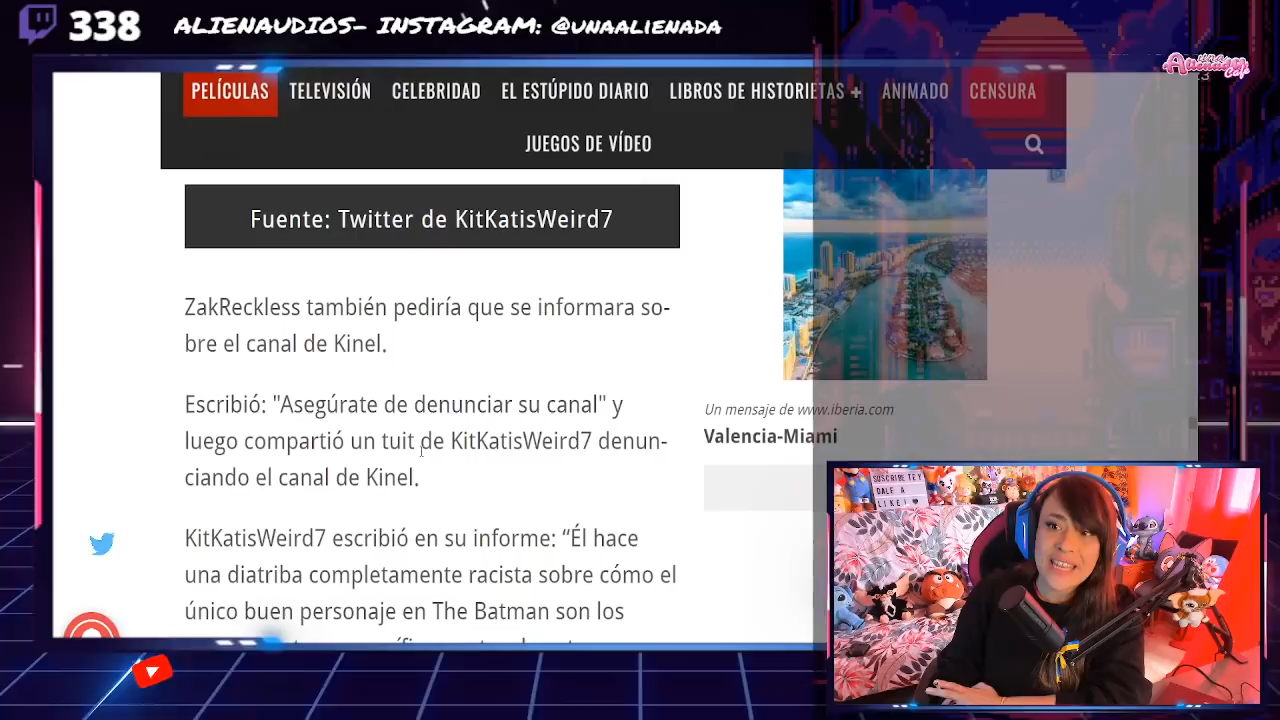 338
ALIENAUDIOS- INSTAGRAM: @UNAALIENADA
PELÍCULAS TELEVISIÓN CELEBRIDAD EL ESTÚPIDO DIARIO LIBROS DE HISTORIETAS + ANIMADO CENSURA
JUEGOS DE VÍDEO
Fuente: Twitter de KitKatisWeird7
ZakReckless también pediría que se informara so-
bre el canal de Kinel.
Escribió: "Asegúrate de denunciar su canal" y
luego compartió un tuit de KitKatisWeird7 denun-
ciando el canal de Kinel.
KitKatisWeird7 escribió en su informe: “Él hace
una diatriba completamente racista sobre cómo el
único buen personaje en The Batman son los
Un mensaje de www.iberia.com
Valencia-Miami
SUSCRIBETE Y
DALE A
LIKE!